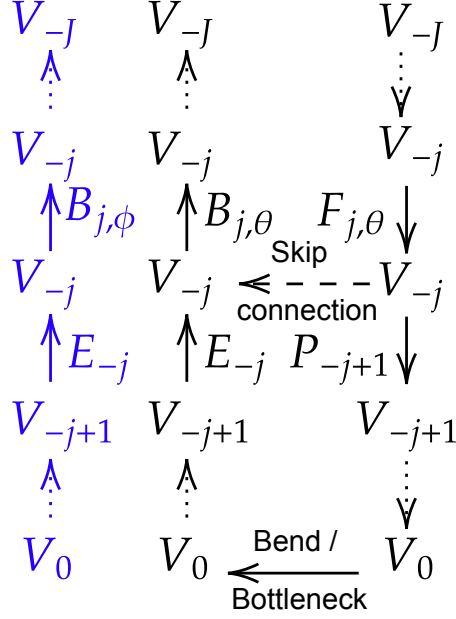 V_{-J} V_{-J} V_{-J}
V_{-j} V_{-j} V_{-j}
B_{j,ϕ} B_{j,θ} F_{j,θ}
Skip
V_{-j} V_{-j} V_{-j}
connection
E_{-j} E_{-j} P_{-j+1}
V_{-j+1} V_{-j+1} V_{-j+1}
Bend /
V_0 V_0 V_0
Bottleneck